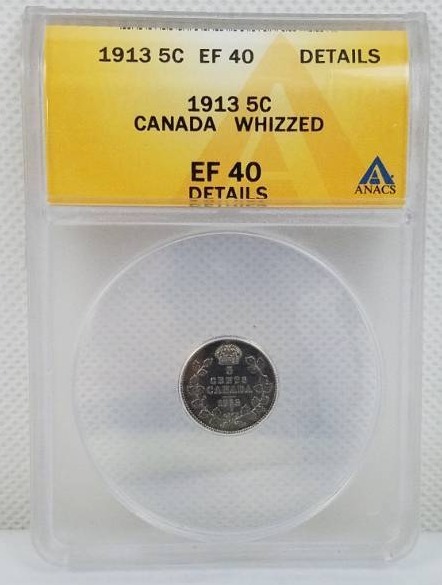 1913 5C EF 40 DETAILS
1913 5C
CANADA WHIZZED
EF 40
DETAILS
ANACS
5
CENTS
CANADA